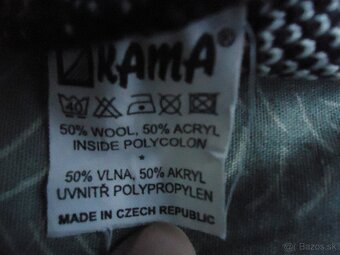 KAMA®
40
50% WOOL, 50% ACRYL
INSIDE POLYCOLON
50% VLNA, 50% AKRYL
UVNITŘ POLYPROPYLEN
MADE IN CZECH REPUBLIC
Bazos.sk